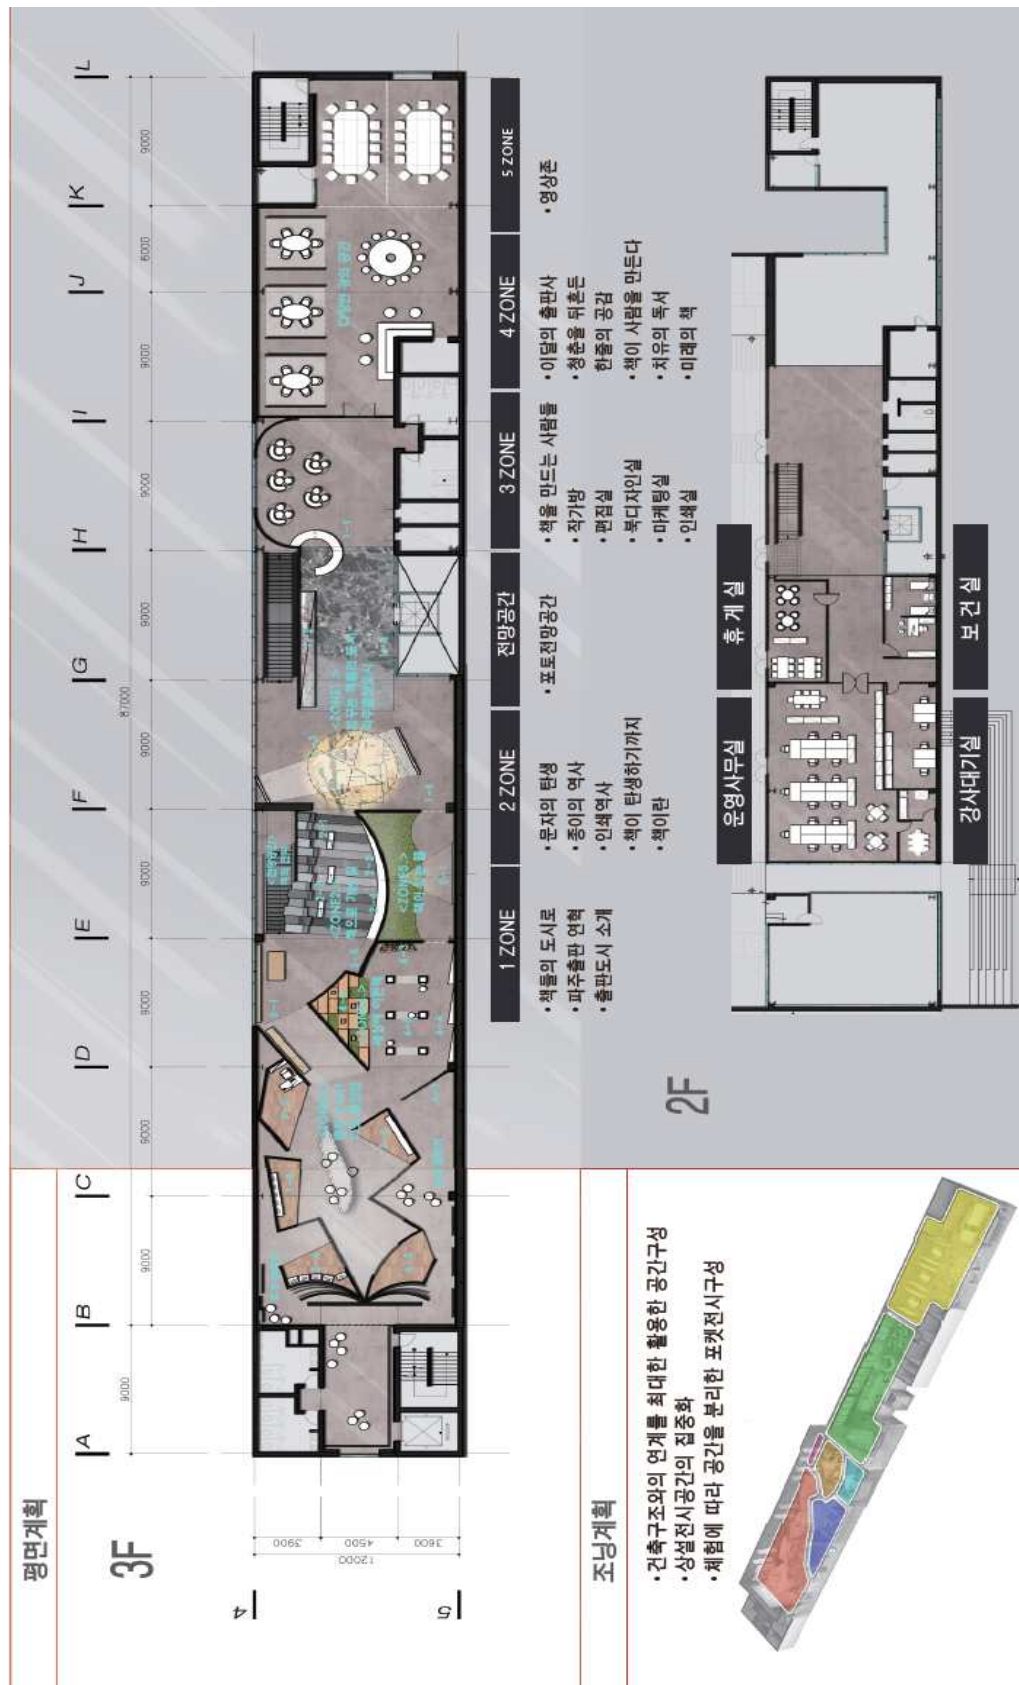 평면계획
3F
A
B
C
D
E
F
G
H
I
J
K
L
9000
9000
9000
9000
9000
9000
9000
9000
6000
9000
87000
4
5
3900
4500
3600
12000
1 ZONE
• 책들의 도시로
• 파주출판 연혁
• 출판도시 소개
2 ZONE
• 문자의 탄생
• 종이의 역사
• 인쇄역사
• 책이 탄생하기까지
• 책이란
전망공간
• 포토전망공간
3 ZONE
• 책을 만드는 사람들
• 작가방
• 편집실
• 북디자인실
• 마케팅실
• 인쇄실
4 ZONE
• 이달의 출판사
• 청춘을 뒤흔든
한줄의 공감
• 책이 사람을 만든다
• 치유의 독서
• 미래의 책
5 ZONE
• 영상존
2F
운영사무실
휴게실
강사대기실
보건실
조닝계획
• 건축구조와의 연계를 최대한 활용한 공간구성
• 상설전시공간의 집중화
• 체험에 따라 공간을 분리한 포켓전시구성